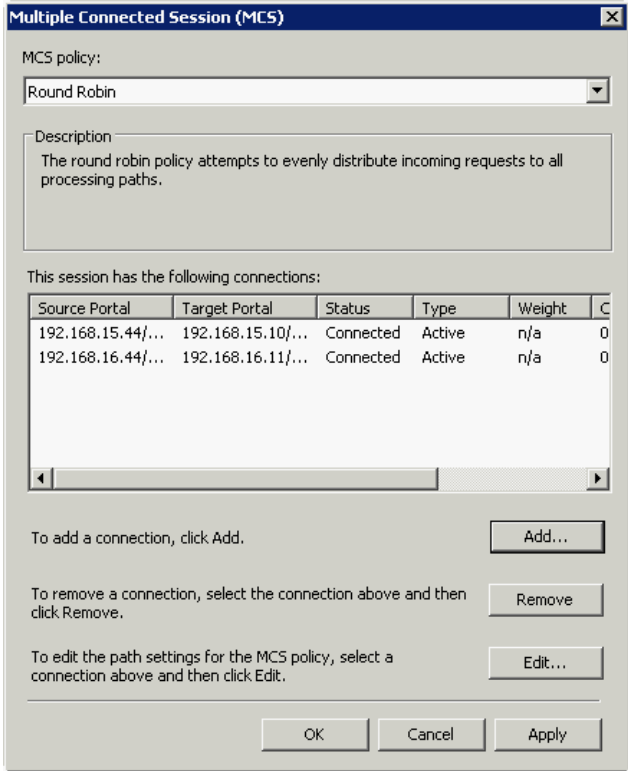 Multiple Connected Session (MCS)
MCS policy:
Round Robin
Description
The round robin policy attempts to evenly distribute incoming requests to all
processing paths.
This session has the following connections:
Source Portal Target Portal Status Type Weight C
192.168.15.44/... 192.168.15.10/... Connected Active n/a 0
192.168.16.44/... 192.168.16.11/... Connected Active n/a 0
To add a connection, click Add.
Add...
To remove a connection, select the connection above and then
click Remove.
Remove
To edit the path settings for the MCS policy, select a
connection above and then click Edit.
Edit...
OK Cancel Apply